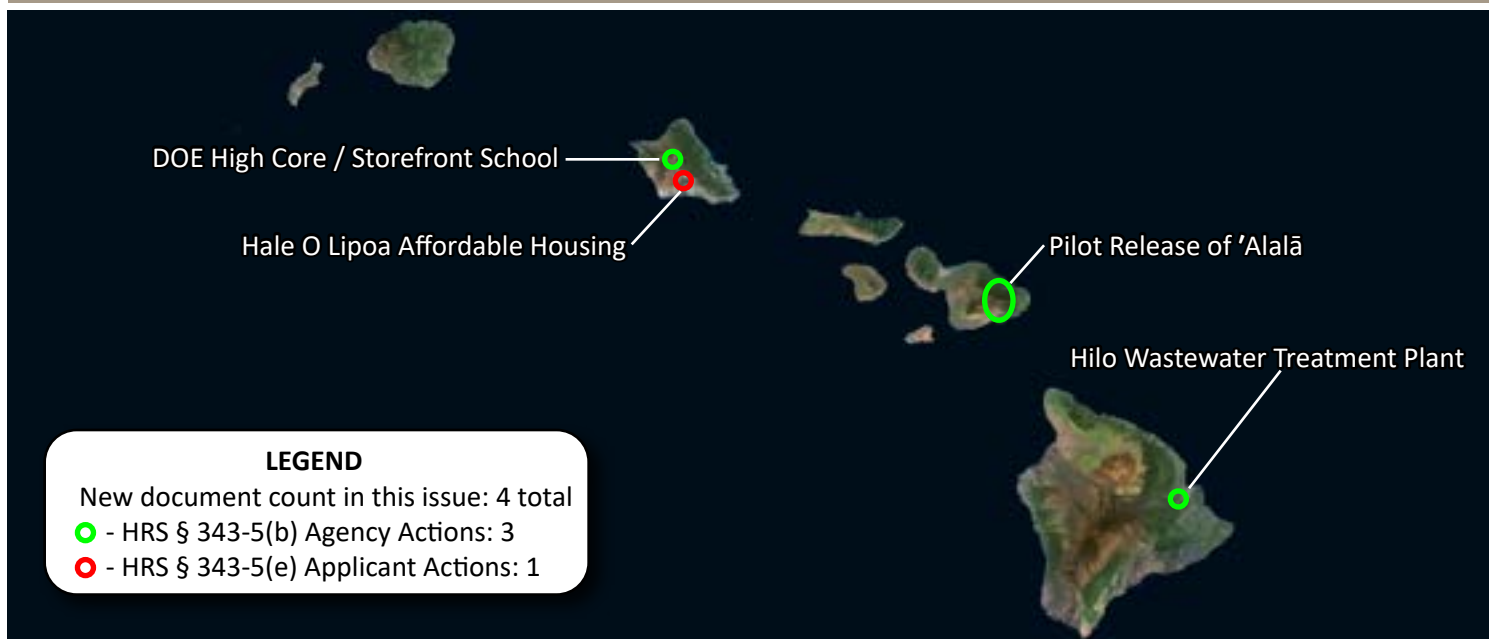 DOE High Core / Storefront School
Hale O Lipoa Affordable Housing
Pilot Release of ʹAlalā
Hilo Wastewater Treatment Plant
LEGEND
New document count in this issue: 4 total
- HRS § 343-5(b) Agency Actions: 3
- HRS § 343-5(e) Applicant Actions: 1